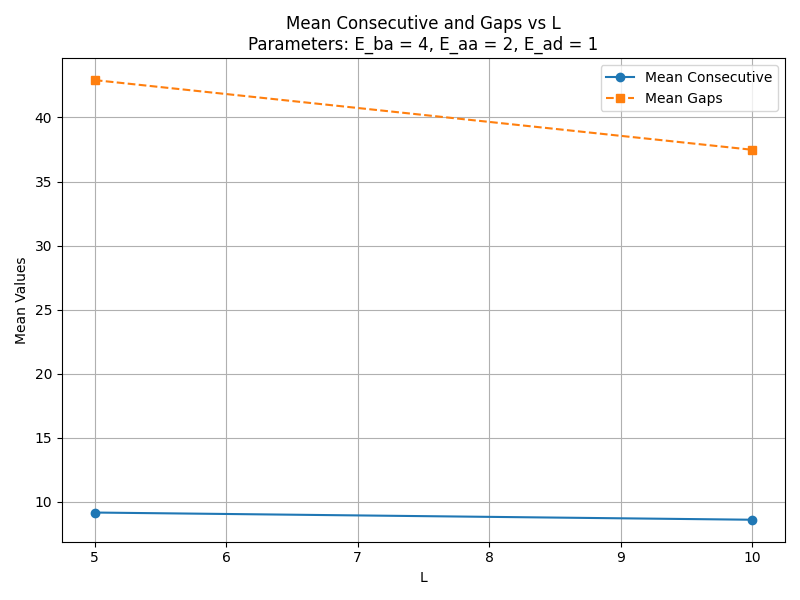 Mean Consecutive and Gaps vs L
Parameters: E_ba = 4, E_aa = 2, E_ad = 1
Mean Consecutive
Mean Gaps
Mean Values
40
35
30
25
20
15
10
5 6 7 8 9 10
L